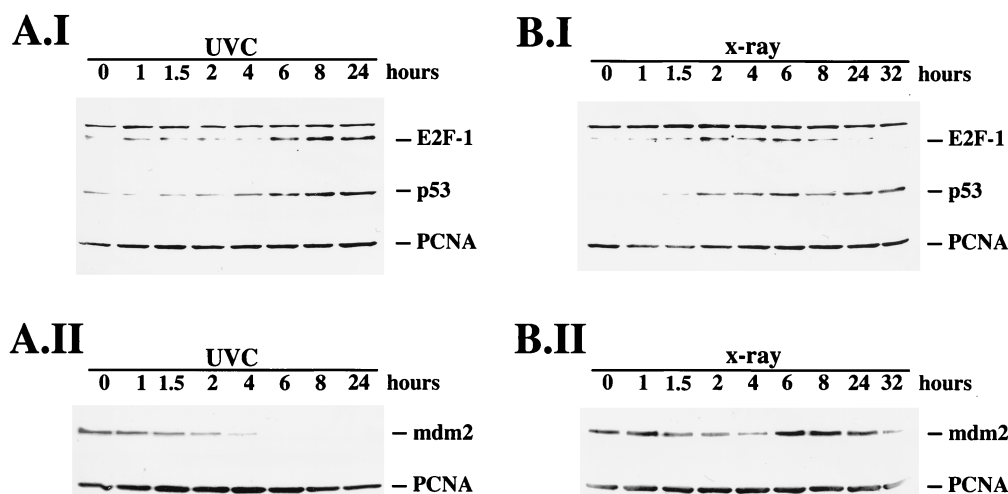 A.I
UVC
0 1 1.5 2 4 6 8 24 hours
– E2F-1
– p53
– PCNA
B.I
x-ray
0 1 1.5 2 4 6 8 24 32 hours
– E2F-1
– p53
– PCNA
A.II
UVC
0 1 1.5 2 4 6 8 24 hours
– mdm2
– PCNA
B.II
x-ray
0 1 1.5 2 4 6 8 24 32 hours
– mdm2
– PCNA